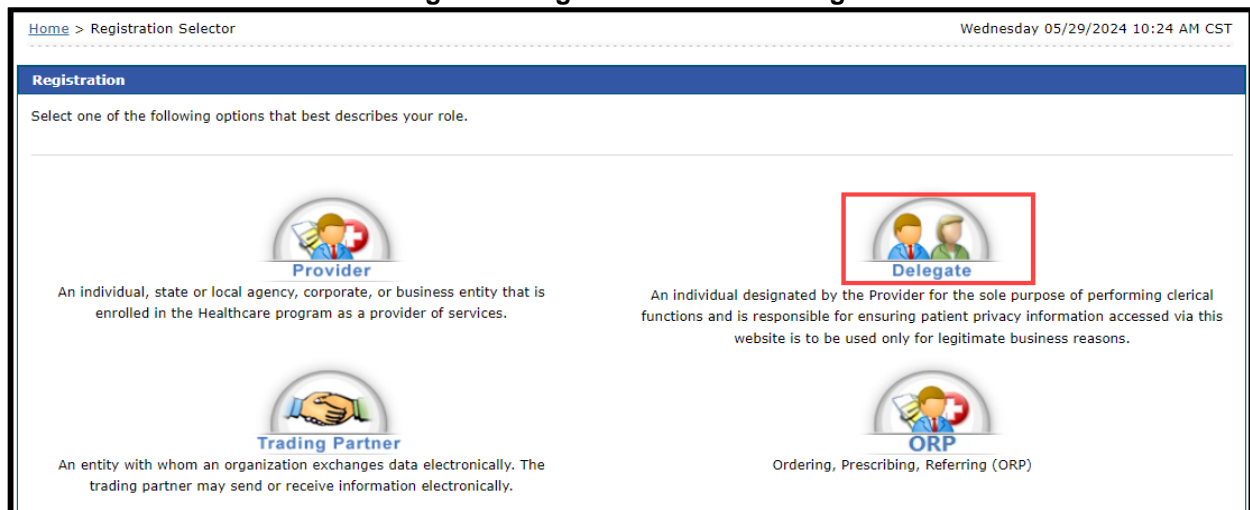 Home > Registration Selector
Wednesday 05/29/2024 10:24 AM CST
Registration
Select one of the following options that best describes your role.
Provider
An individual, state or local agency, corporate, or business entity that is
enrolled in the Healthcare program as a provider of services.
Delegate
An individual designated by the Provider for the sole purpose of performing clerical
functions and is responsible for ensuring patient privacy information accessed via this
website is to be used only for legitimate business reasons.
Trading Partner
An entity with whom an organization exchanges data electronically. The
trading partner may send or receive information electronically.
ORP
Ordering, Prescribing, Referring (ORP)